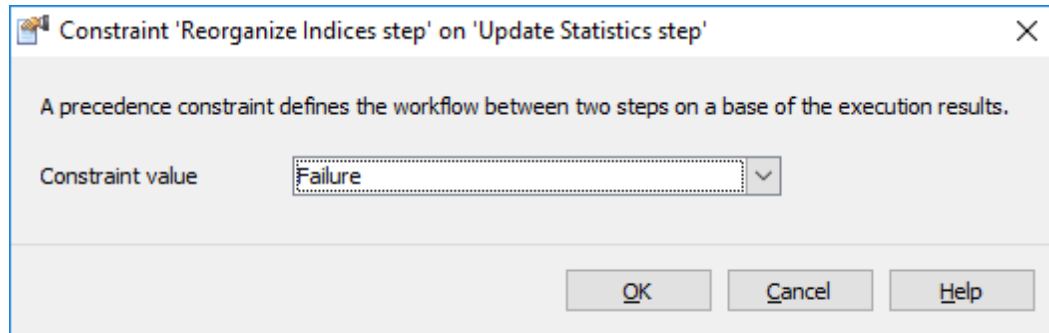 Constraint 'Reorganize Indices step' on 'Update Statistics step'
A precedence constraint defines the workflow between two steps on a base of the execution results.
Constraint value Failure
OK Cancel Help